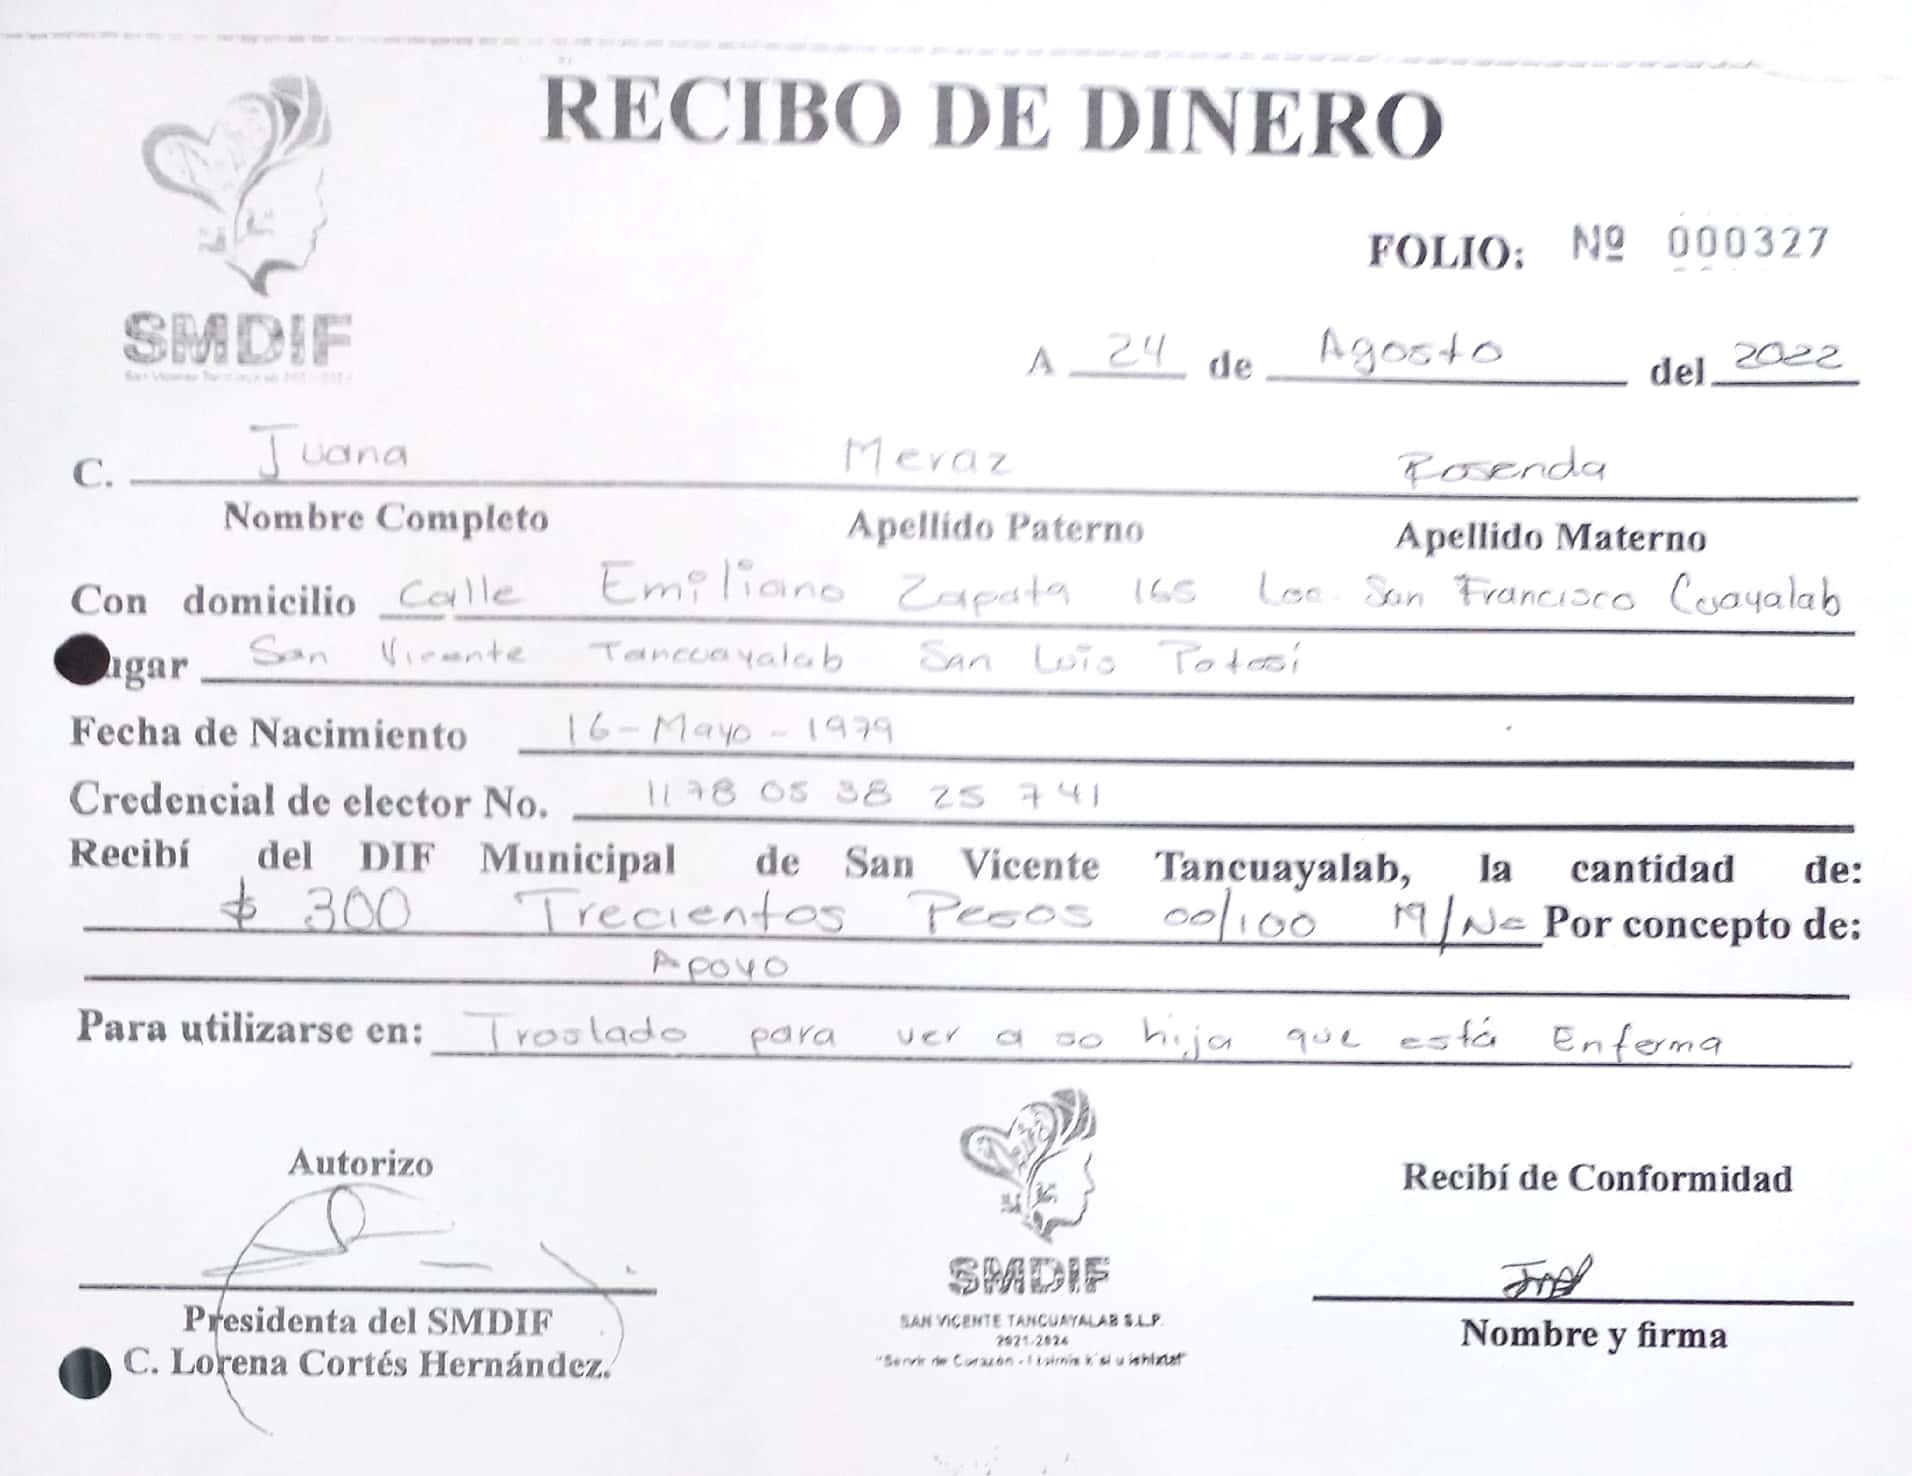 RECIBO DE DINERO
FOLIO: Nº 000327
SMDIF
A 24 de Agosto del 2022
C. Juana Meraz Rosenda
Nombre Completo Apellido Paterno Apellido Materno
Con domicilio Calle Emiliano Zapata 165 Loc. San Francisco Cuayalab
ugar San Vicente Tancuayalab San Luis Potosí
Fecha de Nacimiento 16-Mayo-1979
Credencial de elector No. 1178 05 38 25 741
Recibí del DIF Municipal de San Vicente Tancuayalab, la cantidad de:
$ 300 Trecientos Pesos 00/100 M/N= Por concepto de:
Apoyo
Para utilizarse en: Traslado para ver a su hija que está Enferma
Autorizo
Recibí de Conformidad
Presidenta del SMDIF
C. Lorena Cortés Hernández.
SMDIF
SAN VICENTE TANCUAYALAB S.L.P.
2021-2024
"Servir de Corazón -
Nombre y firma